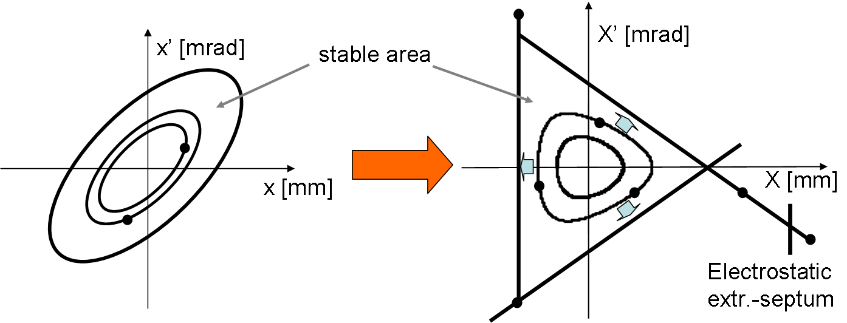 x' [mrad]
stable area
X' [mrad]
x [mm]
X [mm]
Electrostatic
extr.-septum